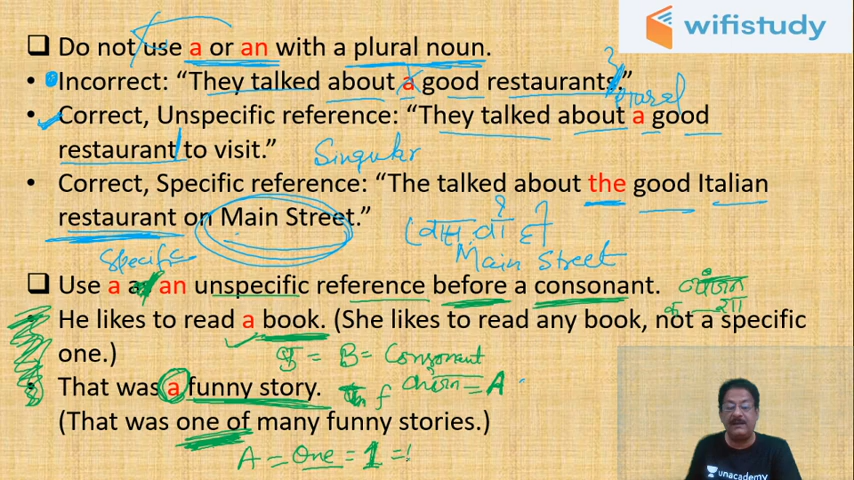 wifistudy
❑ Do not use a or an with a plural noun.
• Incorrect: “They talked about a good restaurants.”
Plural
• Correct, Unspecific reference: “They talked about a good
restaurant to visit.”
Singular
• Correct, Specific reference: “The talked about the good Italian
restaurant on Main Street.”
Specific
Main Street
❑ Use a as an unspecific reference before a consonant.
व्यंजन
• He likes to read a book. (She likes to read any book, not a specific
one.)
B = Consonant
• That was a funny story.
f
= A
(That was one of many funny stories.)
A = One = 1 =
unacademy